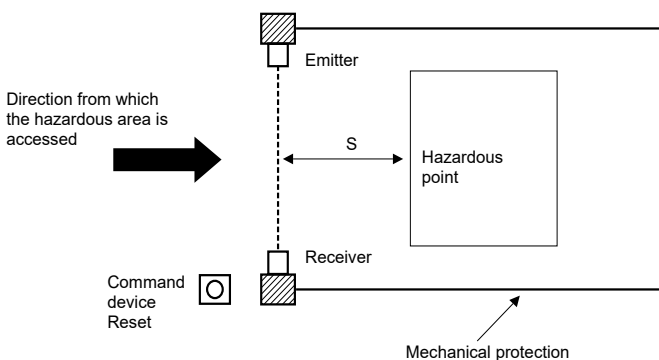 Emitter
Direction from which
the hazardous area is
accessed
S
Hazardous
point
Receiver
Command
device
Reset
Mechanical protection